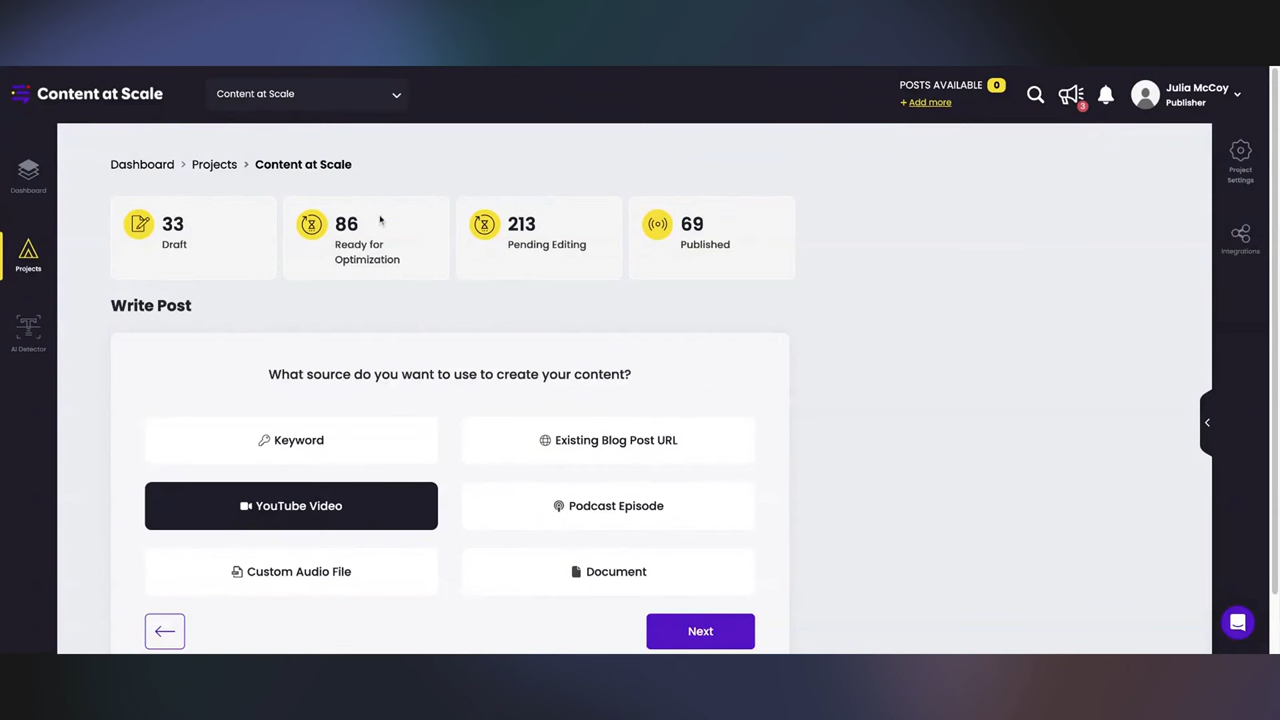 Content at Scale
Content at Scale
POSTS AVAILABLE 0
+ Add more
3
Julia McCoy
Publisher
Dashboard
Projects
AI Detector
Dashboard > Projects > Content at Scale
33
Draft
86
Ready for
Optimization
213
Pending Editing
69
Published
Write Post
What source do you want to use to create your content?
Keyword
Existing Blog Post URL
YouTube Video
Podcast Episode
Custom Audio File
Document
Next
Project
Settings
Integrations